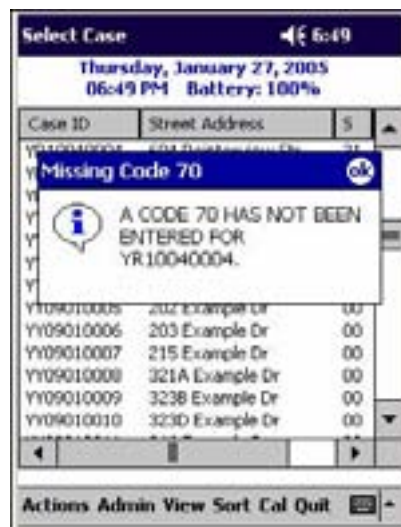 Select Case 6:49
Thursday, January 27, 2005
06:49 PM Battery: 100%
Case ID Street Address S
Missing Code 70 ok
A CODE 70 HAS NOT BEEN
ENTERED FOR
YR10040004.
YY09010005 202 Example Dr 00
YY09010006 203 Example Dr 00
YY09010007 215 Example Dr 00
YY09010008 321A Example Dr 00
YY09010009 323B Example Dr 00
YY09010010 323D Example Dr 00
Actions Admin View Sort Cal Quit